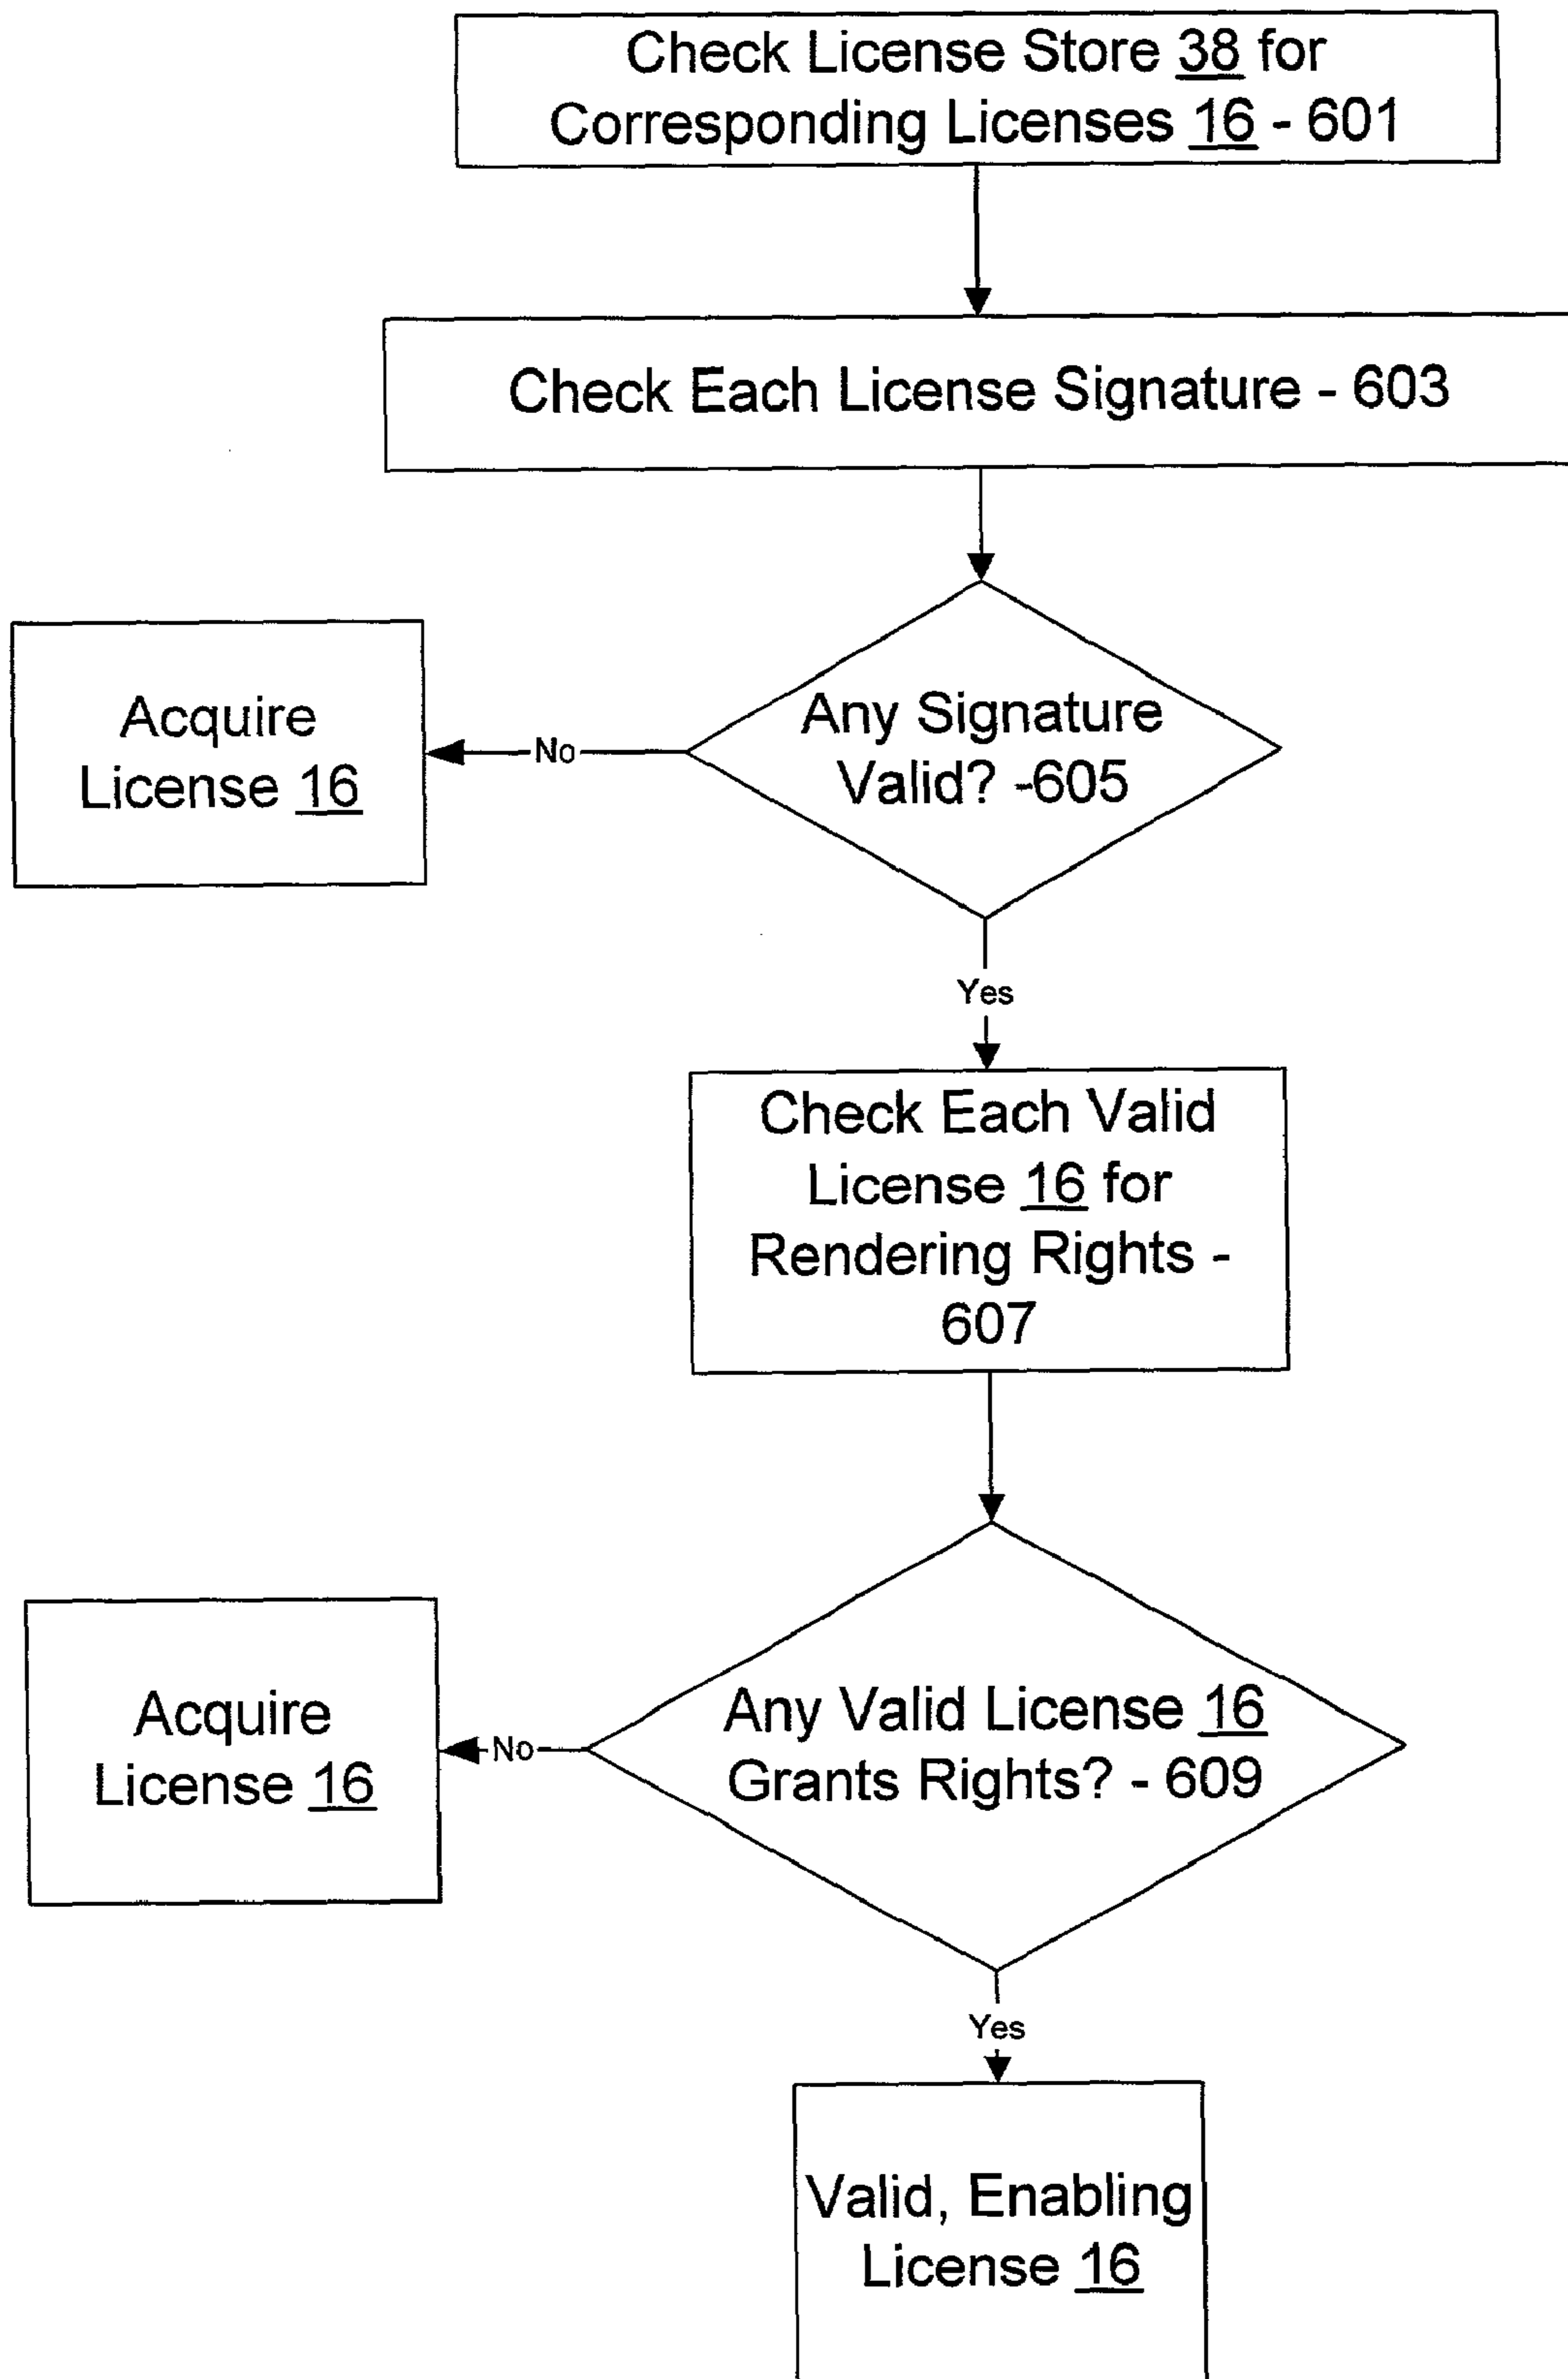 Check License Store 38 for
Corresponding Licenses 16 - 601
Check Each License Signature - 603
Any Signature
Valid? -605
No
Acquire
License 16
Yes
Check Each Valid
License 16 for
Rendering Rights -
607
Any Valid License 16
Grants Rights? - 609
No
Acquire
License 16
Yes
Valid, Enabling
License 16